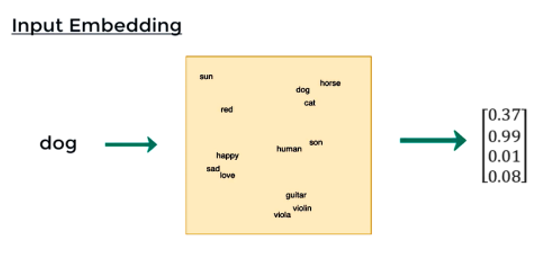 Input Embedding
dog
sun
horse
dog
cat
red
son
human
happy
sad
love
guitar
violin
viola
0.37
0.99
0.01
0.08